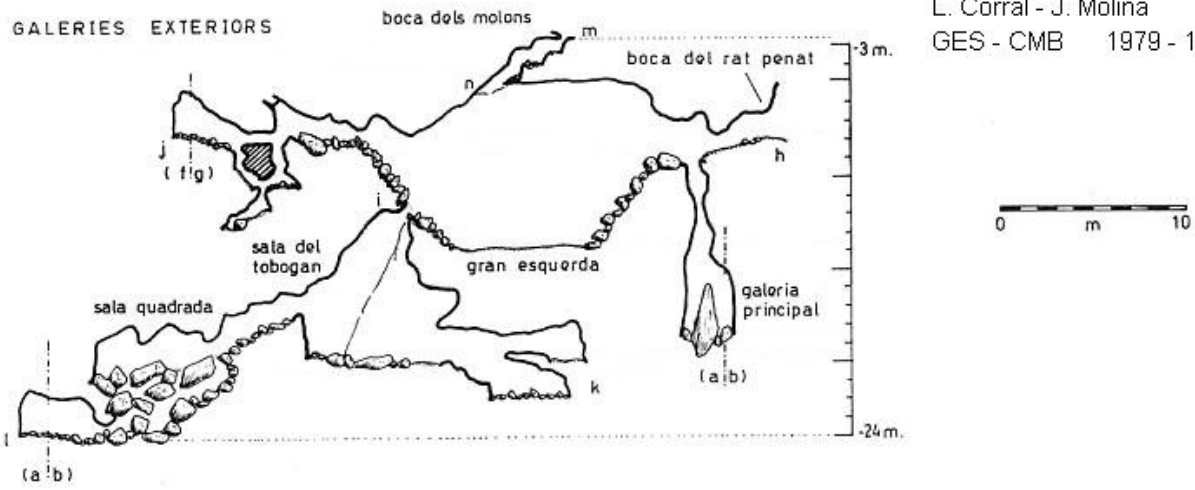 GALERIES EXTERIORS
boca dels molons
m
L. Corral - J. Molina
GES - CMB 1979 - 1
-3 m.
boca del rat penat
n
j
(f g)
h
i
0 m 10
sala del
tobogan
gran esquerda
sala quadrada
galeria
principal
(a b)
k
l
-24 m.
(a b)